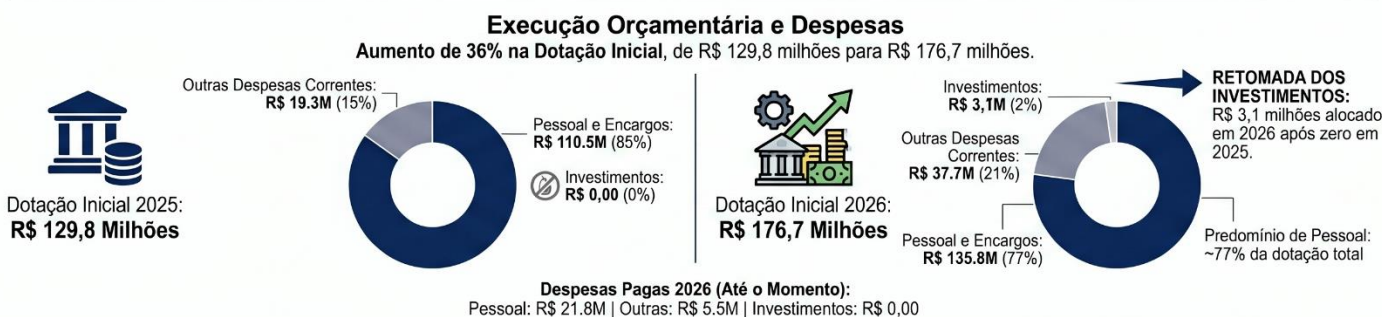 Execução Orçamentária e Despesas
Aumento de 36% na Dotação Inicial, de R$ 129,8 milhões para R$ 176,7 milhões.
Dotação Inicial 2025:
R$ 129,8 Milhões
Outras Despesas Correntes:
R$ 19.3M (15%)
Pessoal e Encargos:
R$ 110.5M (85%)
Investimentos:
R$ 0,00 (0%)
Dotação Inicial 2026:
R$ 176,7 Milhões
Investimentos:
R$ 3,1M (2%)
Outras Despesas
Correntes:
R$ 37.7M (21%)
Pessoal e Encargos:
R$ 135.8M (77%)
RETOMADA DOS
INVESTIMENTOS:
R$ 3,1 milhões alocado
em 2026 após zero em
2025.
Predomínio de Pessoal:
~77% da dotação total
Despesas Pagas 2026 (Até o Momento):
Pessoal: R$ 21.8M | Outras: R$ 5.5M | Investimentos: R$ 0,00